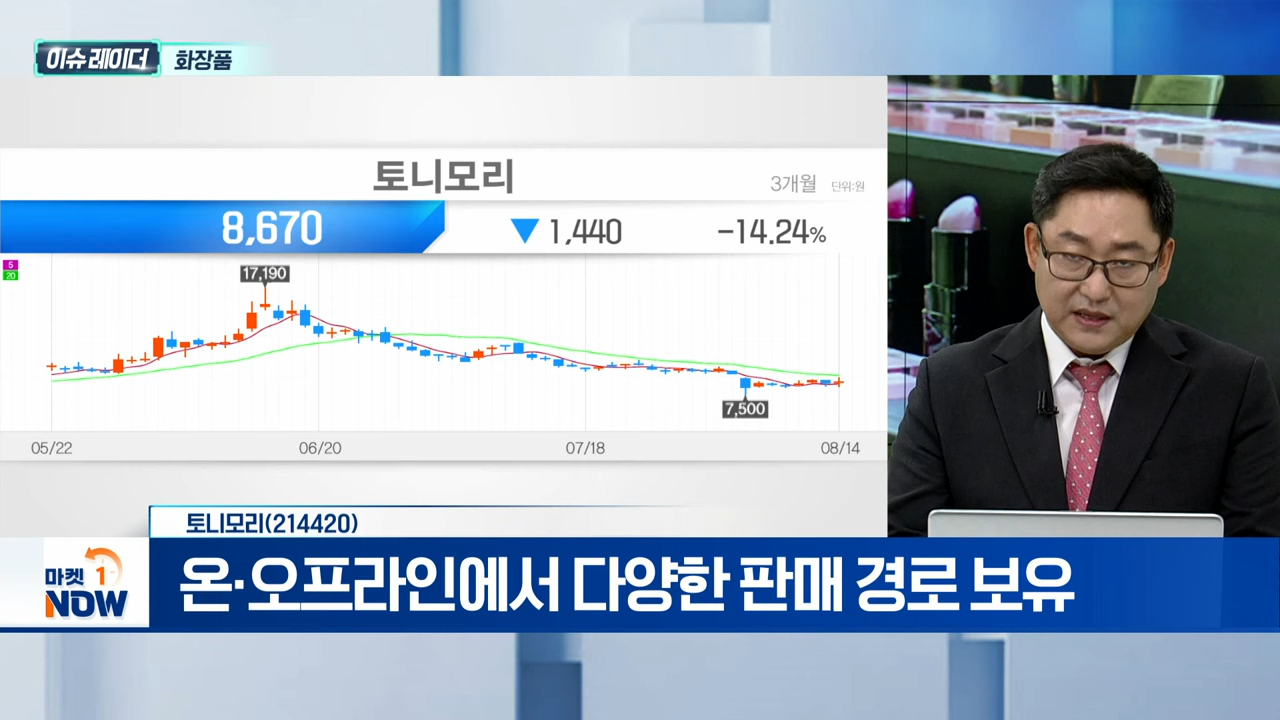 이슈 레이더 화장품
토니모리
3개월 단위:원
8,670 ▼ 1,440 -14.24%
5
20
17,190
7,500
05/22 06/20 07/18 08/14
토니모리(214420)
마켓 1
NOW
온·오프라인에서 다양한 판매 경로 보유